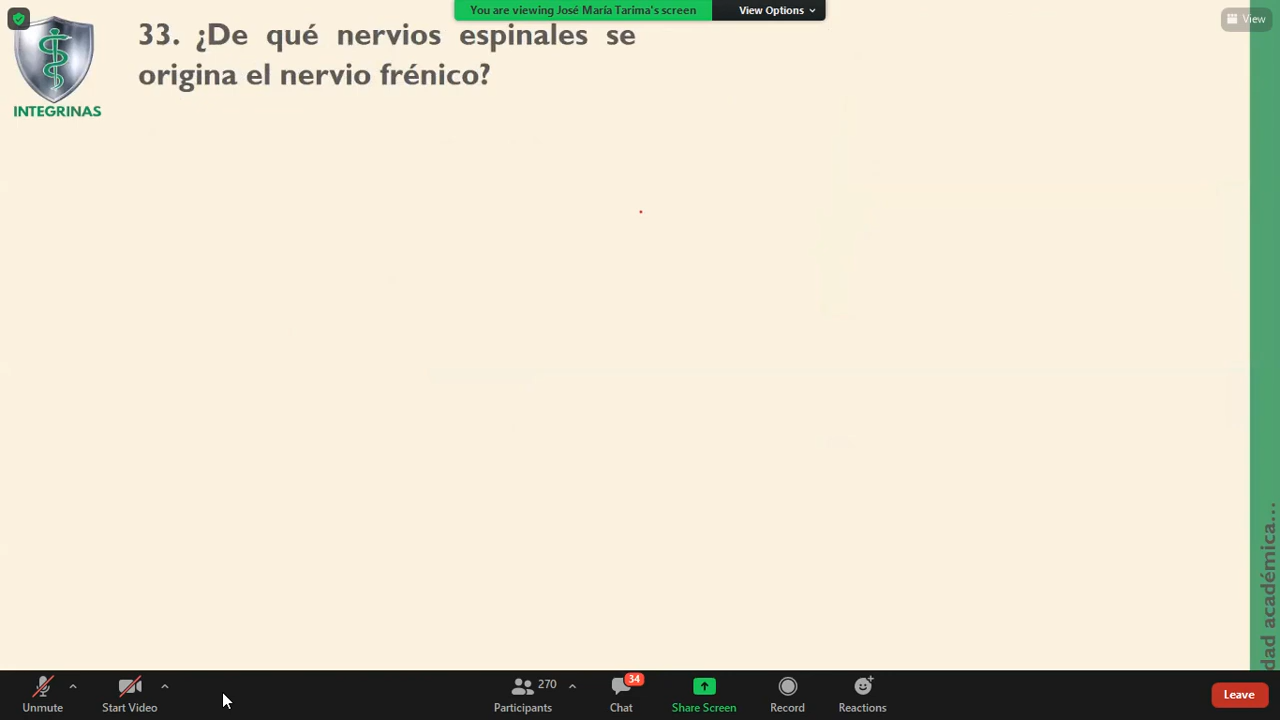 You are viewing José María Tarima's screen
View Options
View
33. ¿De qué nervios espinales se
origina el nervio frénico?
INTEGRINAS
dad académica...
Unmute
Start Video
270
Participants
34
Chat
Share Screen
Record
Reactions
Leave